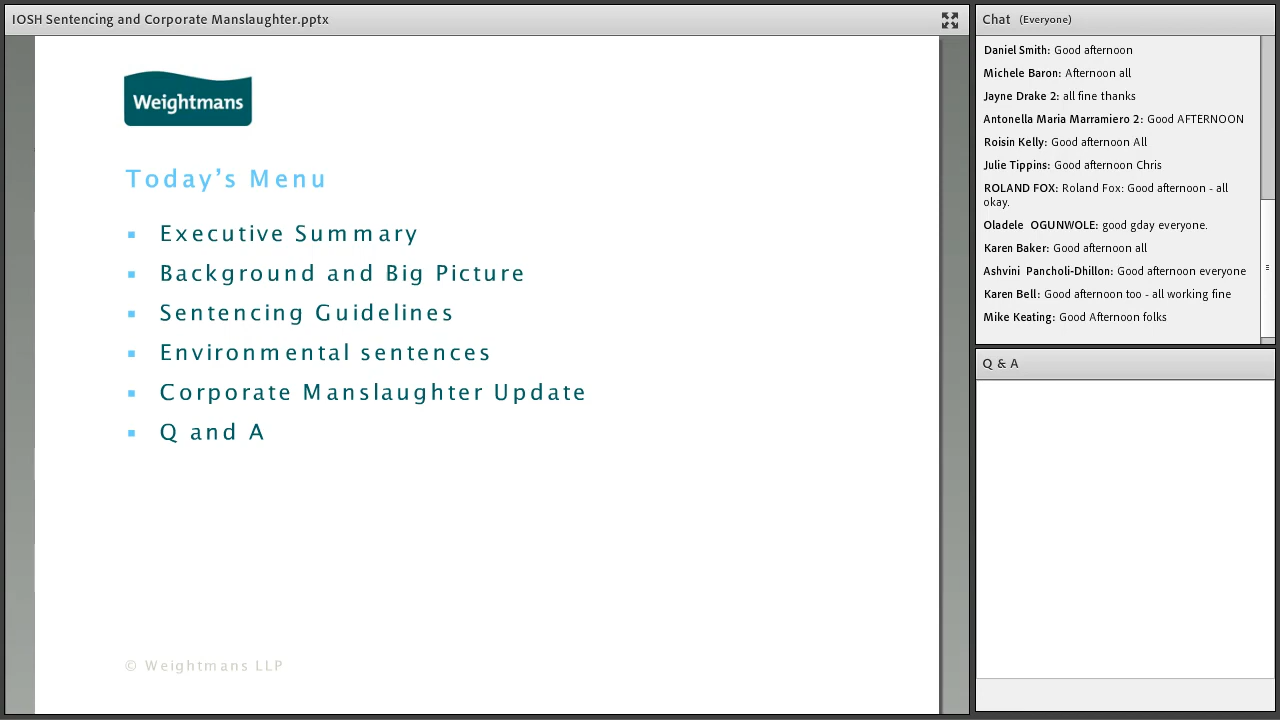 IOSH Sentencing and Corporate Manslaughter.pptx
Weightmans
Today's Menu
Executive Summary
Background and Big Picture
Sentencing Guidelines
Environmental sentences
Corporate Manslaughter Update
Q and A
© Weightmans LLP
Chat (Everyone)
Daniel Smith: Good afternoon
Michele Baron: Afternoon all
Jayne Drake 2: all fine thanks
Antonella Maria Marramiero 2: Good AFTERNOON
Roisin Kelly: Good afternoon All
Julie Tippins: Good afternoon Chris
ROLAND FOX: Roland Fox: Good afternoon - all
okay.
Oladele OGUNWOLE: good gday everyone.
Karen Baker: Good afternoon all
Ashvini Pancholi-Dhillon: Good afternoon everyone
Karen Bell: Good afternoon too - all working fine
Mike Keating: Good Afternoon folks
Q & A